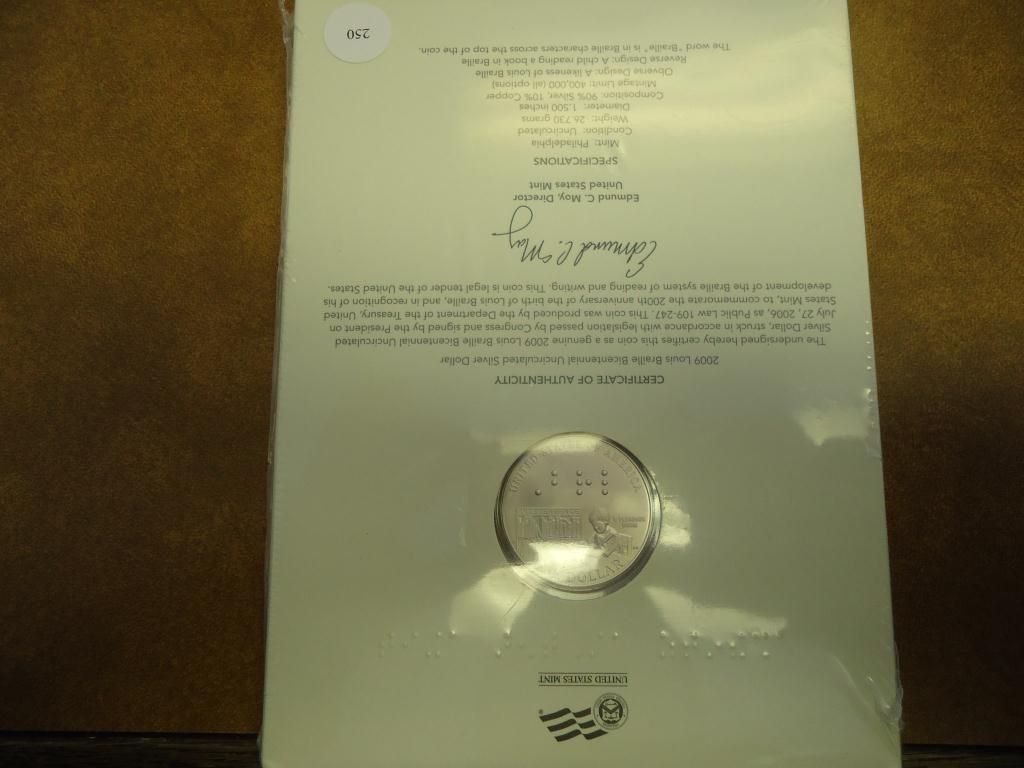 UNITED STATES MINT
UNITED STATES OF AMERICA
INDEPENDENCE
DOLLAR
CERTIFICATE OF AUTHENTICITY
2009 Louis Braille Bicentennial Uncirculated Silver Dollar
The undersigned hereby certifies this coin as a genuine 2009 Louis Braille Bicentennial Uncirculated
Silver Dollar, struck in accordance with legislation passed by Congress and signed by the President on
July 27, 2006, as Public Law 109-247. This coin was produced by the Department of the Treasury, United
States Mint, to commemorate the 200th anniversary of the birth of Louis Braille, and in recognition of his
development of the Braille system of reading and writing. This coin is legal tender of the United States.
Edmund C. Moy
Edmund C. Moy, Director
United States Mint
SPECIFICATIONS
Mint: Philadelphia
Condition: Uncirculated
Weight: 26.730 grams
Diameter: 1.500 inches
Composition: 90% Silver, 10% Copper
Mintage Limit: 400,000 (all options)
Obverse Design: A likeness of Louis Braille
Reverse Design: A child reading a book in Braille
The word "Braille" is in Braille characters across the top of the coin.
250